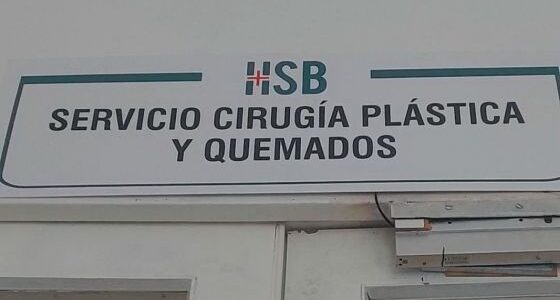 HSB
SERVICIO CIRUGÍA PLÁSTICA
Y QUEMADOS